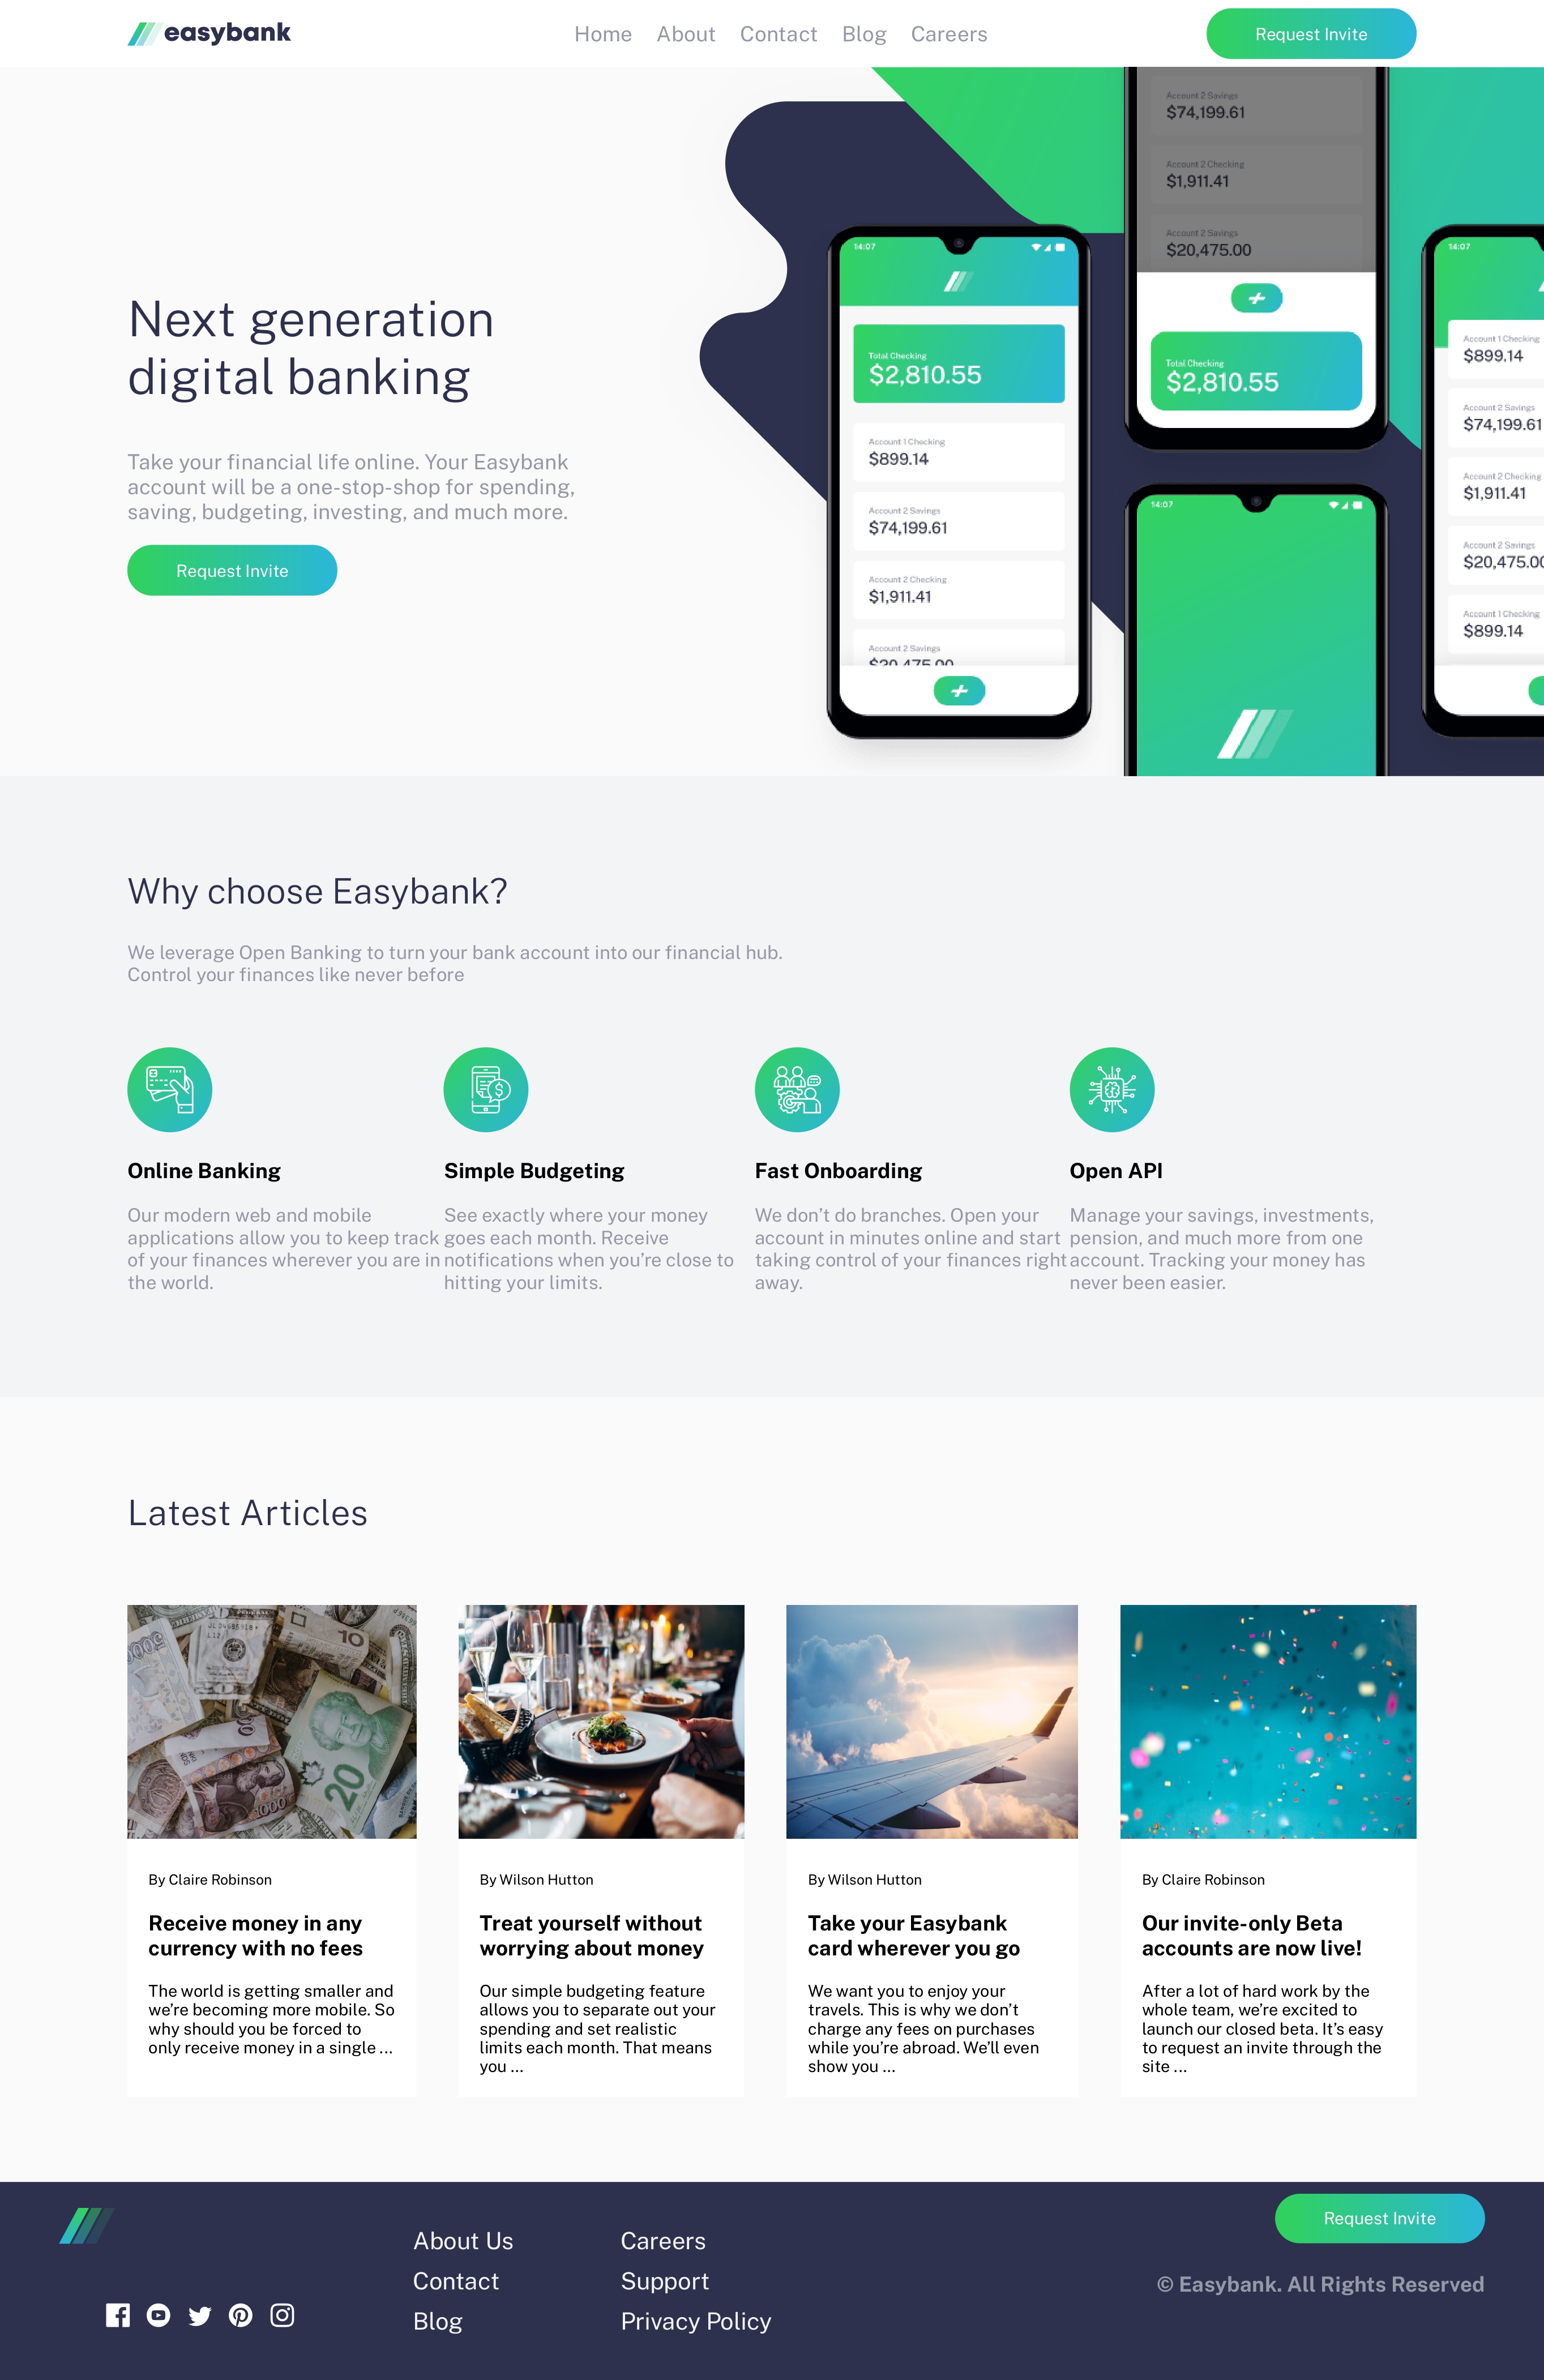 easybank
Home About Contact Blog Careers
Request Invite
Next generation
digital banking
Take your financial life online. Your Easybank
account will be a one-stop-shop for spending,
saving, budgeting, investing, and much more.
Request Invite
14:07
Total Checking
$2,810.55
Account 1 Checking
$899.14
Account 2 Savings
$74,199.61
Account 2 Checking
$1,911.41
Account 2 Savings
$20,475.00
Account 2 Savings
$74,199.61
Account 2 Checking
$1,911.41
Account 2 Savings
$20,475.00
Total Checking
$2,810.55
14:07
14:07
Account 1 Checking
$899.14
Account 2 Savings
$74,199.61
Account 2 Checking
$1,911.41
Account 2 Savings
$20,475.00
Account 1 Checking
$899.14
Why choose Easybank?
We leverage Open Banking to turn your bank account into our financial hub.
Control your finances like never before
Online Banking
Our modern web and mobile
applications allow you to keep track
of your finances wherever you are in
the world.
Simple Budgeting
See exactly where your money
goes each month. Receive
notifications when you're close to
hitting your limits.
Fast Onboarding
We don't do branches. Open your
account in minutes online and start
taking control of your finances right
away.
Open API
Manage your savings, investments,
pension, and much more from one
account. Tracking your money has
never been easier.
Latest Articles
10
20
1000
By Claire Robinson
Receive money in any
currency with no fees
The world is getting smaller and
we're becoming more mobile. So
why should you be forced to
only receive money in a single ...
By Wilson Hutton
Treat yourself without
worrying about money
Our simple budgeting feature
allows you to separate out your
spending and set realistic
limits each month. That means
you ...
By Wilson Hutton
Take your Easybank
card wherever you go
We want you to enjoy your
travels. This is why we don't
charge any fees on purchases
while you're abroad. We'll even
show you ...
By Claire Robinson
Our invite-only Beta
accounts are now live!
After a lot of hard work by the
whole team, we're excited to
launch our closed beta. It's easy
to request an invite through the
site ...
About Us
Contact
Blog
Careers
Support
Privacy Policy
Request Invite
© Easybank. All Rights Reserved